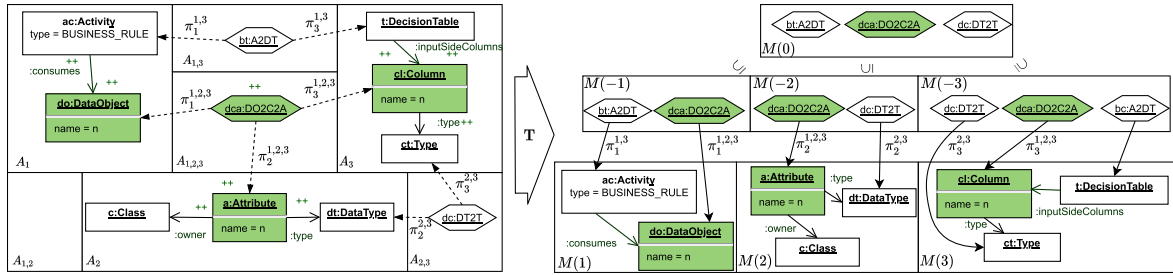 ac:Activity
type = BUSINESS_RULE
:consumes
++
++
do:DataObject
name = n
A1
π1^1,3
bt:A2DT
π3^1,3
A1,3
++
dca:DO2C2A
π1^1,2,3
π3^1,2,3
π2^1,2,3
A1,2,3
t:DecisionTable
++
++
:inputSideColumns
cl:Column
name = n
:type++
ct:Type
A3
π3^2,3
A1,2
++
c:Class
++
a:Attribute
++
dt:DataType
:owner
name = n
:type
A2
dc:DT2T
π2^2,3
A2,3
T
bt:A2DT
dca:DO2C2A
dc:DT2T
M(0)
⊆
⊆
⊆
M(−1)
M(−2)
M(−3)
bt:A2DT
dca:DO2C2A
dca:DO2C2A
dc:DT2T
dc:DT2T
dca:DO2C2A
bc:A2DT
π1^1,3
π1^1,2,3
π2^1,2,3
π2^2,3
π3^2,3
π3^1,2,3
ac:Activity
type = BUSINESS_RULE
:consumes
do:DataObject
name = n
M(1)
a:Attribute
:type
name = n
dt:DataType
:owner
c:Class
M(2)
cl:Column
name = n
t:DecisionTable
:inputSideColumns
:type
ct:Type
M(3)